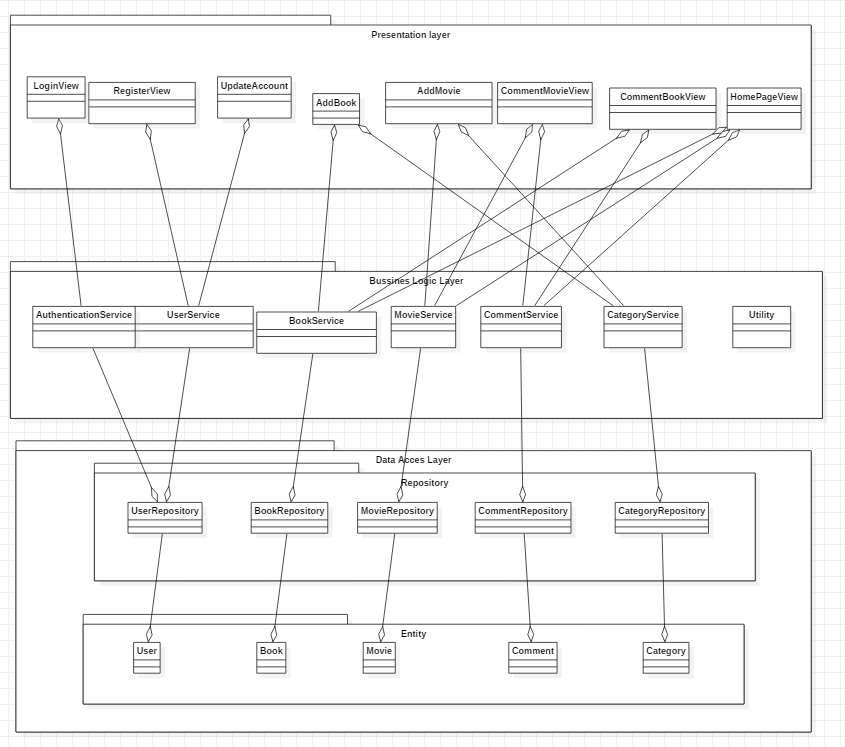 Presentation layer
LoginView
RegisterView
UpdateAccount
AddBook
AddMovie
CommentMovieView
CommentBookView
HomePageView
Bussines Logic Layer
AuthenticationService
UserService
BookService
MovieService
CommentService
CategoryService
Utility
Data Acces Layer
Repository
UserRepository
BookRepository
MovieRepository
CommentRepository
CategoryRepository
Entity
User
Book
Movie
Comment
Category